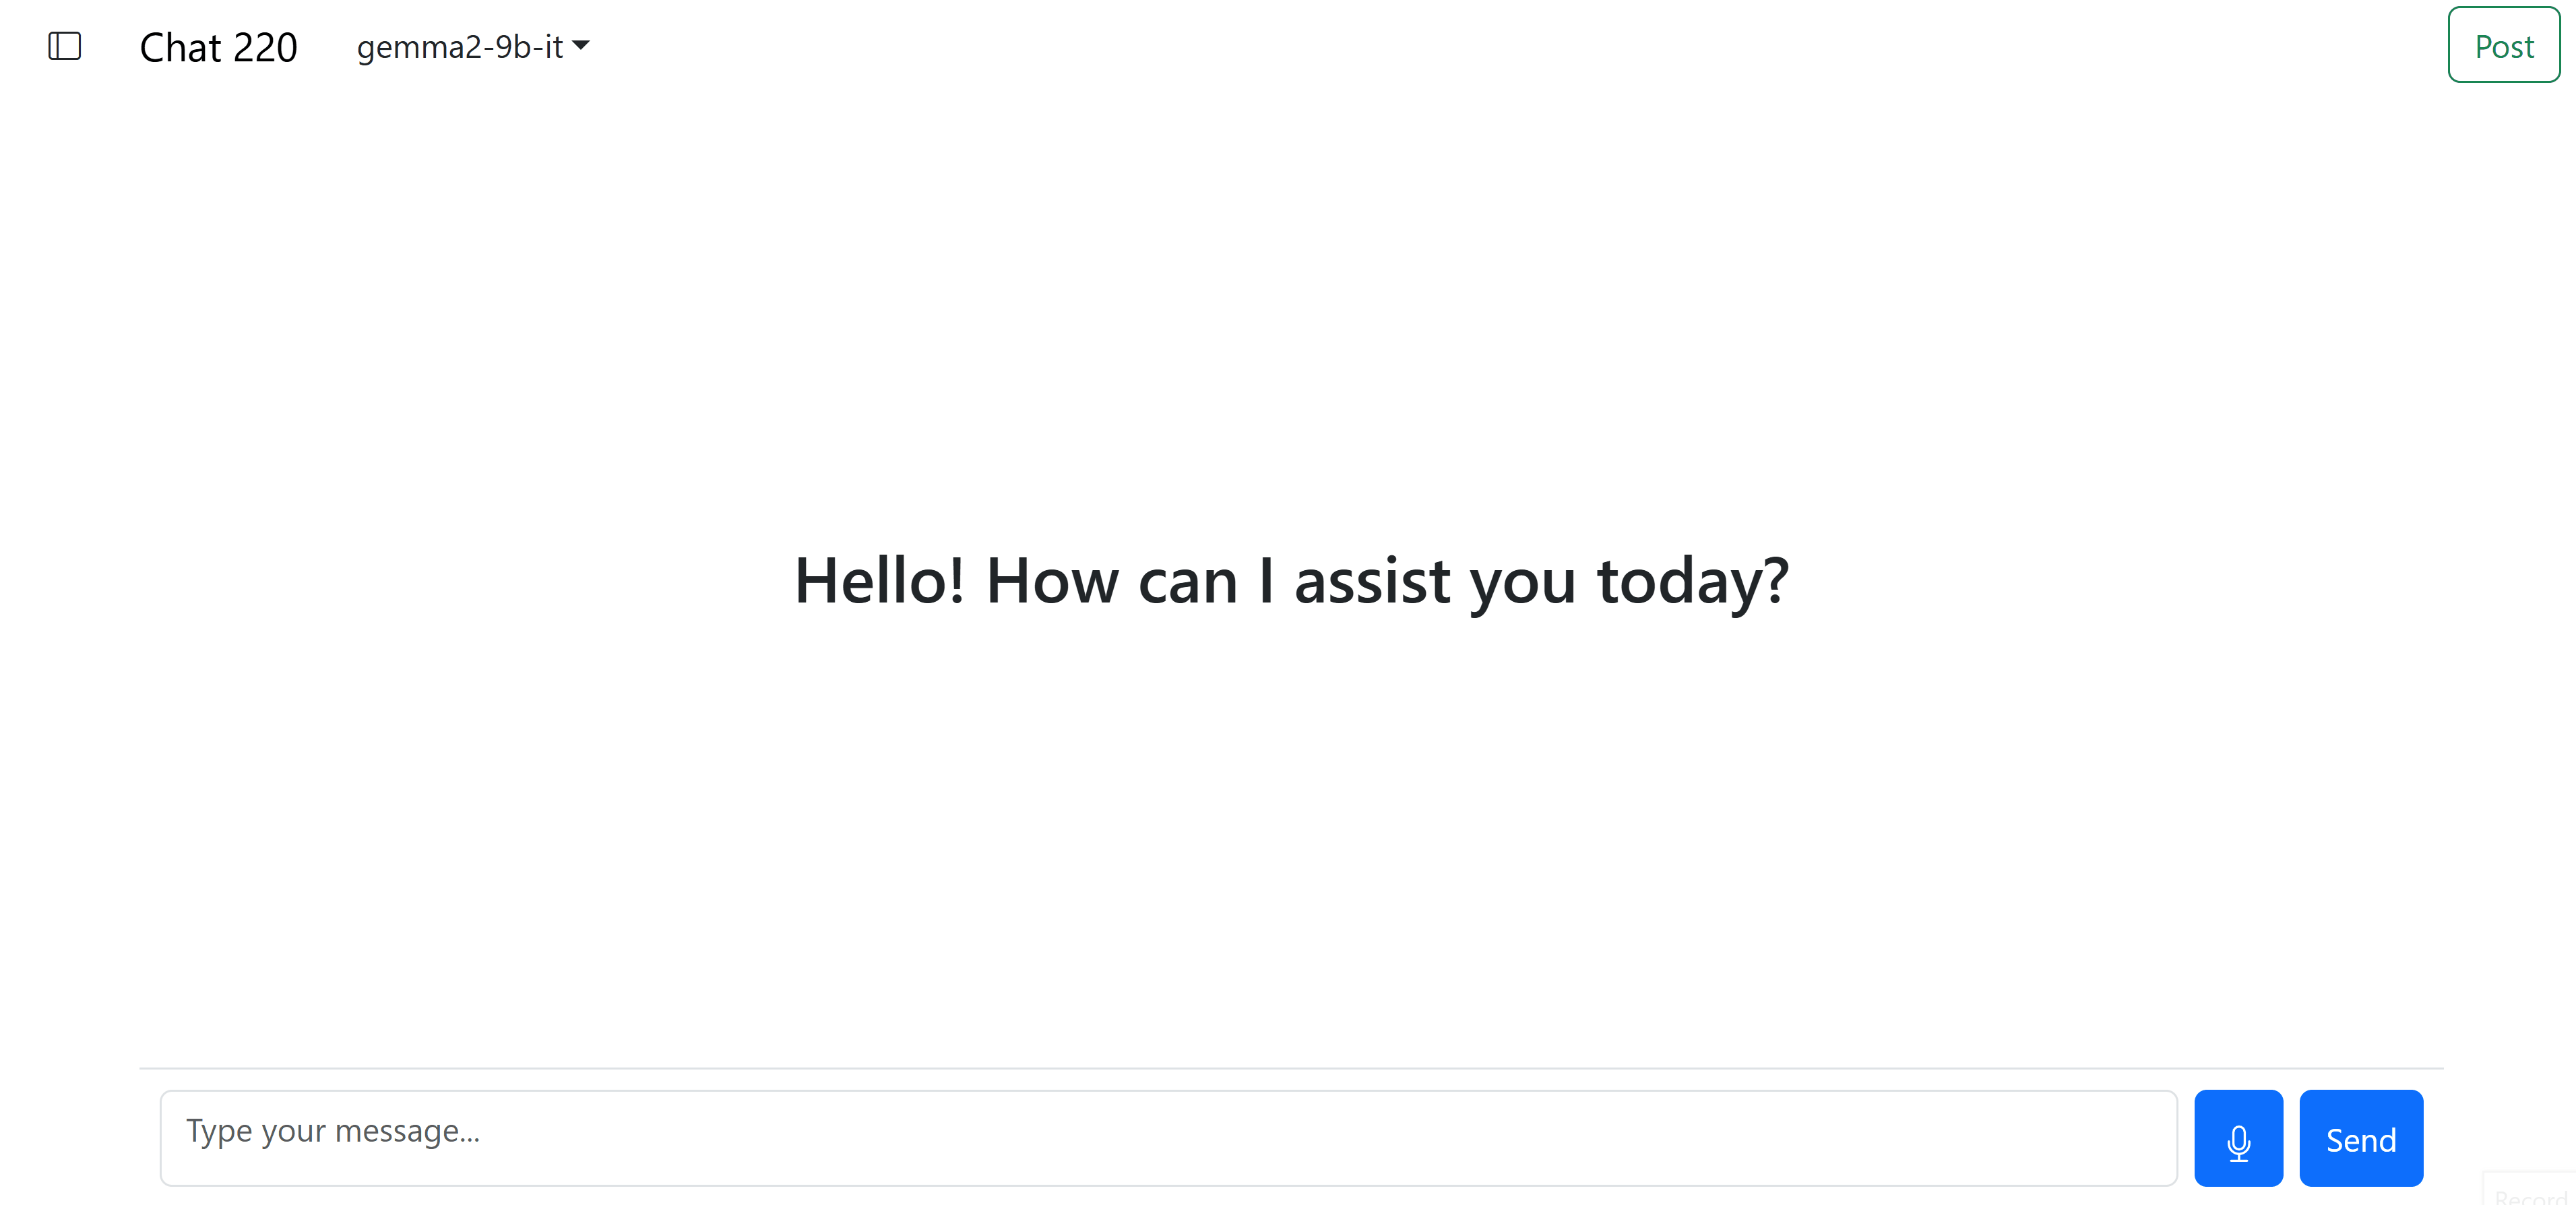 Chat 220
gemma2-9b-it
Post
Hello! How can I assist you today?
Type your message...
Send
Record